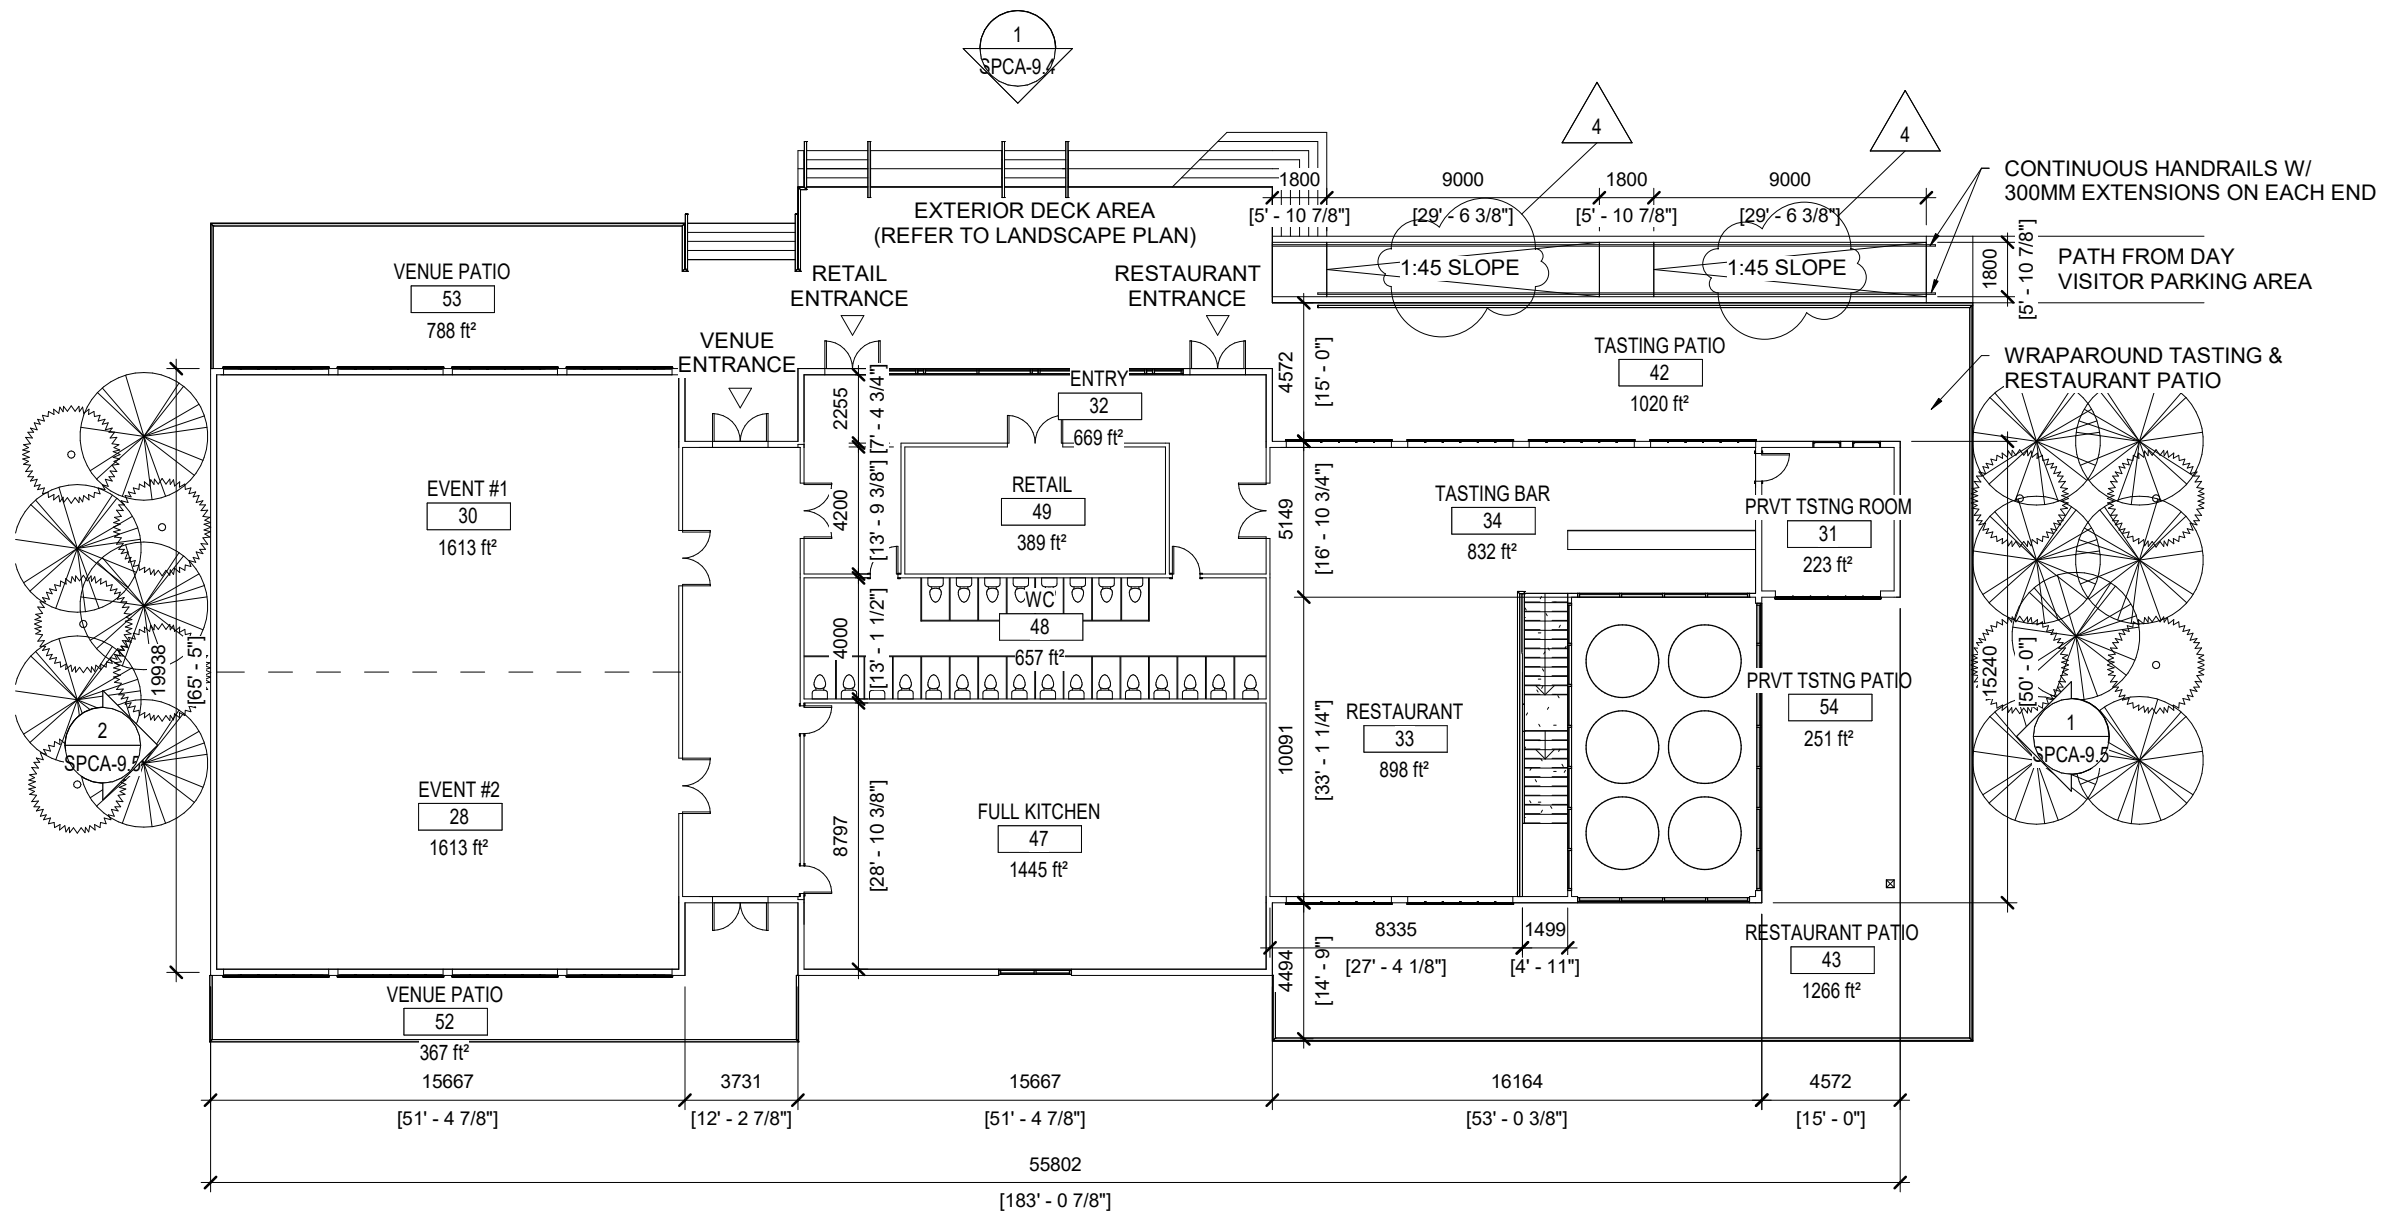 1
SPCA-9.4
4
4
CONTINUOUS HANDRAILS W/
300MM EXTENSIONS ON EACH END
1800
9000
1800
9000
[5' - 10 7/8"]
[29' - 6 3/8"]
[5' - 10 7/8"]
[29' - 6 3/8"]
EXTERIOR DECK AREA
(REFER TO LANDSCAPE PLAN)
1:45 SLOPE
1:45 SLOPE
1800
[5' - 10 7/8"]
PATH FROM DAY
VISITOR PARKING AREA
VENUE PATIO
53
788 ft²
RETAIL
ENTRANCE
RESTAURANT
ENTRANCE
VENUE
ENTRANCE
TASTING PATIO
42
1020 ft²
WRAPAROUND TASTING &
RESTAURANT PATIO
4572
[15' - 0"]
2255
[7' - 4 3/4"]
ENTRY
32
669 ft²
EVENT #1
30
1613 ft²
4200
[13' - 9 3/8"]
RETAIL
49
389 ft²
5149
[16' - 10 3/4"]
TASTING BAR
34
832 ft²
PRVT TSTNG ROOM
31
223 ft²
4000
[13' - 1 1/2"]
WC
48
657 ft²
19938
[65' - 5"]
15240
[50' - 0"]
2
SPCA-9.5
1
SPCA-9.5
PRVT TSTNG PATIO
54
251 ft²
RESTAURANT
33
898 ft²
10091
[33' - 1 1/4"]
EVENT #2
28
1613 ft²
8797
[28' - 10 3/8"]
FULL KITCHEN
47
1445 ft²
8335
[27' - 4 1/8"]
1499
[4' - 11"]
4494
[14' - 9"]
RESTAURANT PATIO
43
1266 ft²
VENUE PATIO
52
367 ft²
15667
3731
15667
16164
4572
[51' - 4 7/8"]
[12' - 2 7/8"]
[51' - 4 7/8"]
[53' - 0 3/8"]
[15' - 0"]
55802
[183' - 0 7/8"]